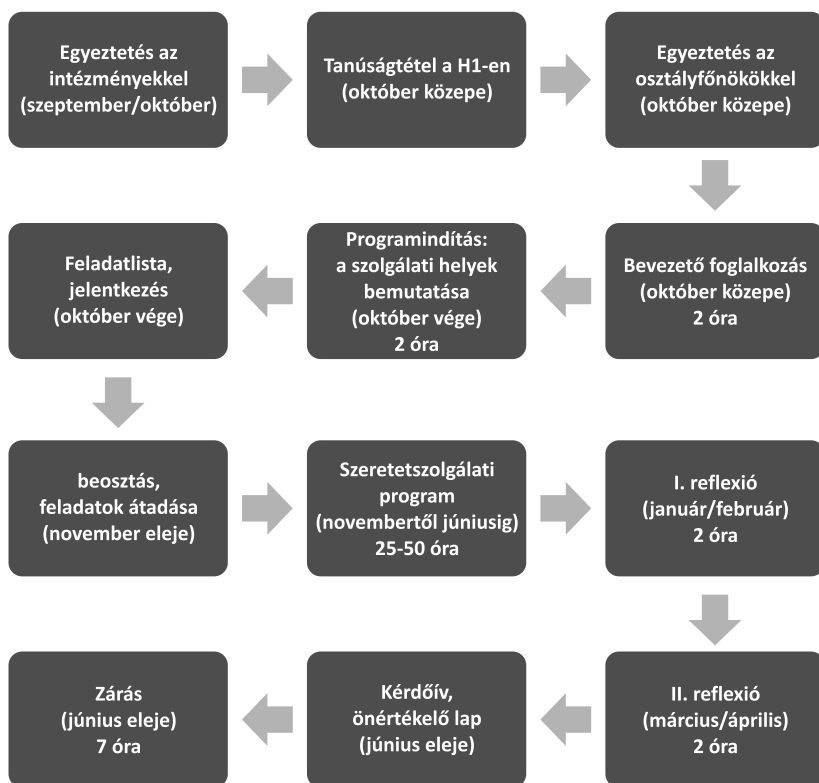 Egyeztetés az
intézményekkel
(szeptember/október)
Tanúságtétel a H1-en
(október közepe)
Egyeztetés az
osztályfőnökökkel
(október közepe)
Bevezető foglalkozás
(október közepe)
2 óra
Programindítás:
a szolgálati helyek
bemutatása
(október vége)
2 óra
Feladatlista,
jelentkezés
(október vége)
beosztás,
feladatok átadása
(november eleje)
Szeretetszolgálati
program
(novembertől júniusig)
25-50 óra
I. reflexió
(január/február)
2 óra
II. reflexió
(március/április)
2 óra
Kérdőív,
önértékelő lap
(június eleje)
Zárás
(június eleje)
7 óra